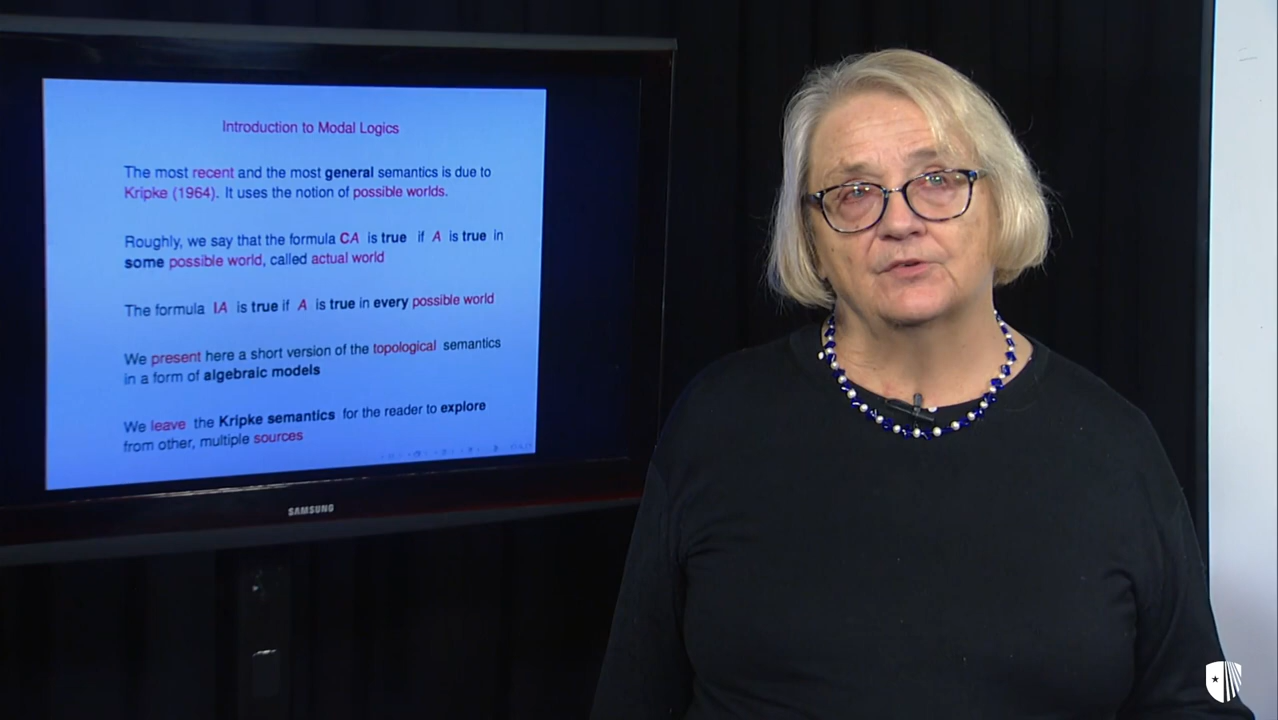 Introduction to Modal Logics
The most recent and the most general semantics is due to
Kripke (1964). It uses the notion of possible worlds.
Roughly, we say that the formula CA is true if A is true in
some possible world, called actual world
The formula IA is true if A is true in every possible world
We present here a short version of the topological semantics
in a form of algebraic models
We leave the Kripke semantics for the reader to explore
from other, multiple sources
SAMSUNG